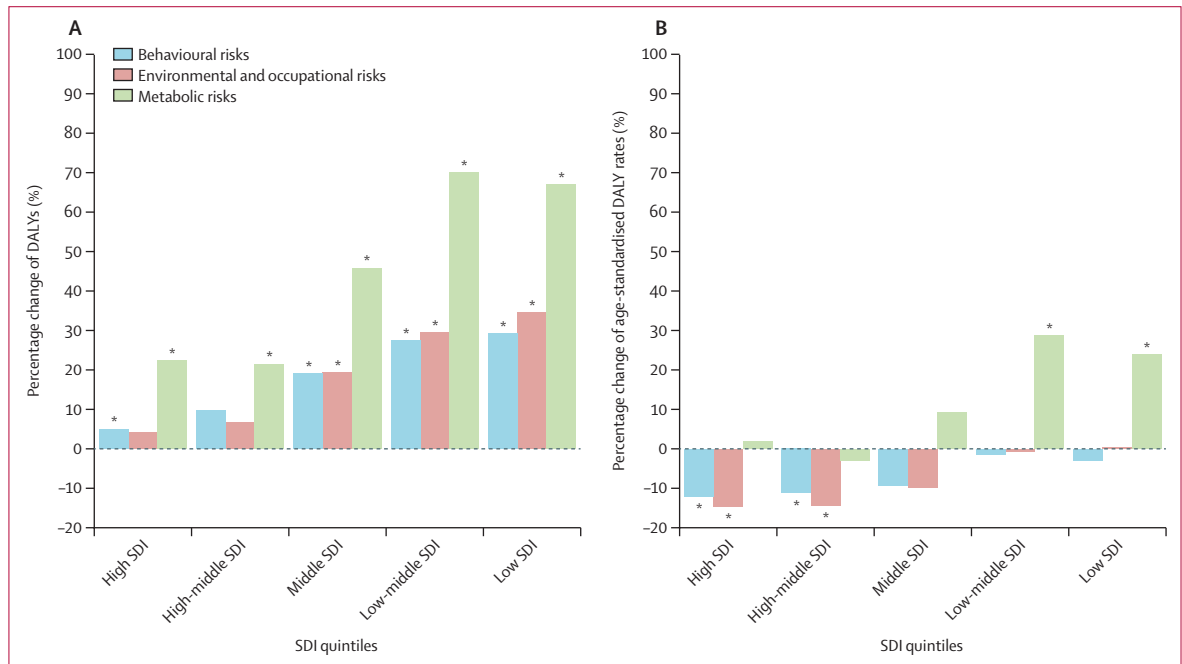 A
Behavioural risks
Environmental and occupational risks
Metabolic risks
Percentage change of DALYs (%)
100
90
80
70
60
50
40
30
20
10
0
–10
–20
*
*
*
*
*
*
*
*
*
*
*
*
High SDI
High-middle SDI
Middle SDI
Low-middle SDI
Low SDI
SDI quintiles
B
Percentage change of age-standardised DALY rates (%)
100
90
80
70
60
50
40
30
20
10
0
–10
–20
*
*
*
*
*
*
High SDI
High-middle SDI
Middle SDI
Low-middle SDI
Low SDI
SDI quintiles